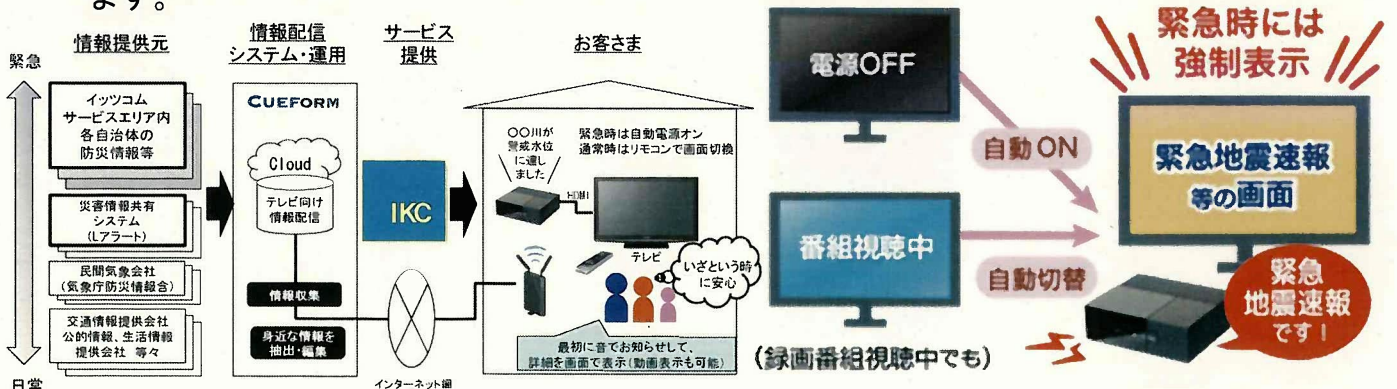 ます。
情報提供元
情報配信
システム・運用
サービス
提供
お客さま
緊急
日常
イッツコム
サービスエリア内
各自治体の
防災情報等
災害情報共有
システム
(Lアラート)
民間気象会社
(気象庁防災情報含)
交通情報提供会社
公的情報、生活情報
提供会社 等々
CUEFORM
Cloud
テレビ向け
情報配信
情報収集
身近な情報を
抽出・編集
IKC
インターネット網
〇〇川が
警戒水位
に達し
ました
緊急時は自動電源オン
通常時はリモコンで画面切換
HDMI
テレビ
いざという時
に安心
最初に音でお知らせして、
詳細を画面で表示(動画表示も可能)
電源OFF
自動ON
番組視聴中
自動切替
(録画番組視聴中でも)
緊急時には
強制表示
緊急地震速報
等の画面
緊急
地震速報
です!